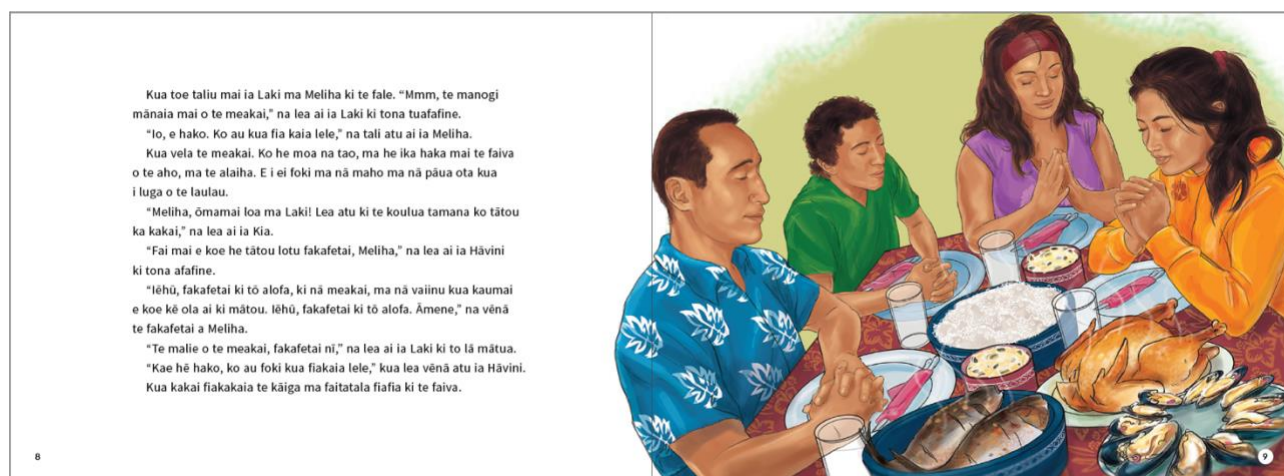 Kua toe taliu mai ia Laki ma Meliha ki te fale. “Mmm, te manogi
mānaia mai o te meakai,” na lea ai ia Laki ki tona tuafafine.
“Io, e hako. Ko au kua fia kaia lele,” na tali atu ai ia Meliha.
Kua vela te meakai. Ko he moa na tao, ma he ika haka mai te faiva
o te aho, ma te alaiha. E i ei foki ma nā maho ma nā pāua ota kua
i luga o te laulau.
“Meliha, ōmamai loa ma Laki! Lea atu ki te koulua tamana ko tātou
ka kakai,” na lea ai ia Kia.
“Fai mai e koe he tātou lotu fakafetai, Meliha,” na lea ai ia Hāvini
ki tona afafine.
“Iēhū, fakafetai ki tō alofa, ki nā meakai, ma nā vaiinu kua kaumai
e koe kē ola ai ki mātou. Iēhū, fakafetai ki tō alofa. Āmene,” na vēnā
te fakafetai a Meliha.
“Te malie o te meakai, fakafetai nī,” na lea ai ia Laki ki to lā mātua.
“Kae hē hako, ko au foki kua fiakaia lele,” kua lea vēnā atu ia Hāvini.
Kua kakai fiakakaia te kāiga ma faitatala fiafia ki te faiva.
8
9